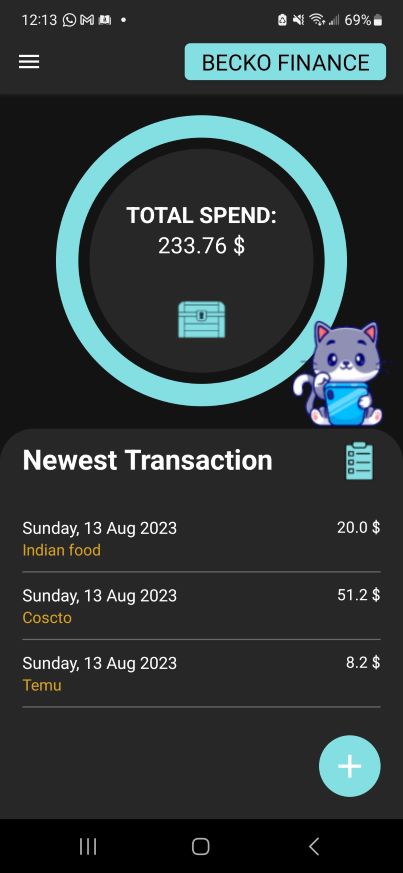 12:13
69%
BECKO FINANCE
TOTAL SPEND:
233.76 $
Newest Transaction
Sunday, 13 Aug 2023 20.0 $
Indian food
Sunday, 13 Aug 2023 51.2 $
Coscto
Sunday, 13 Aug 2023 8.2 $
Temu